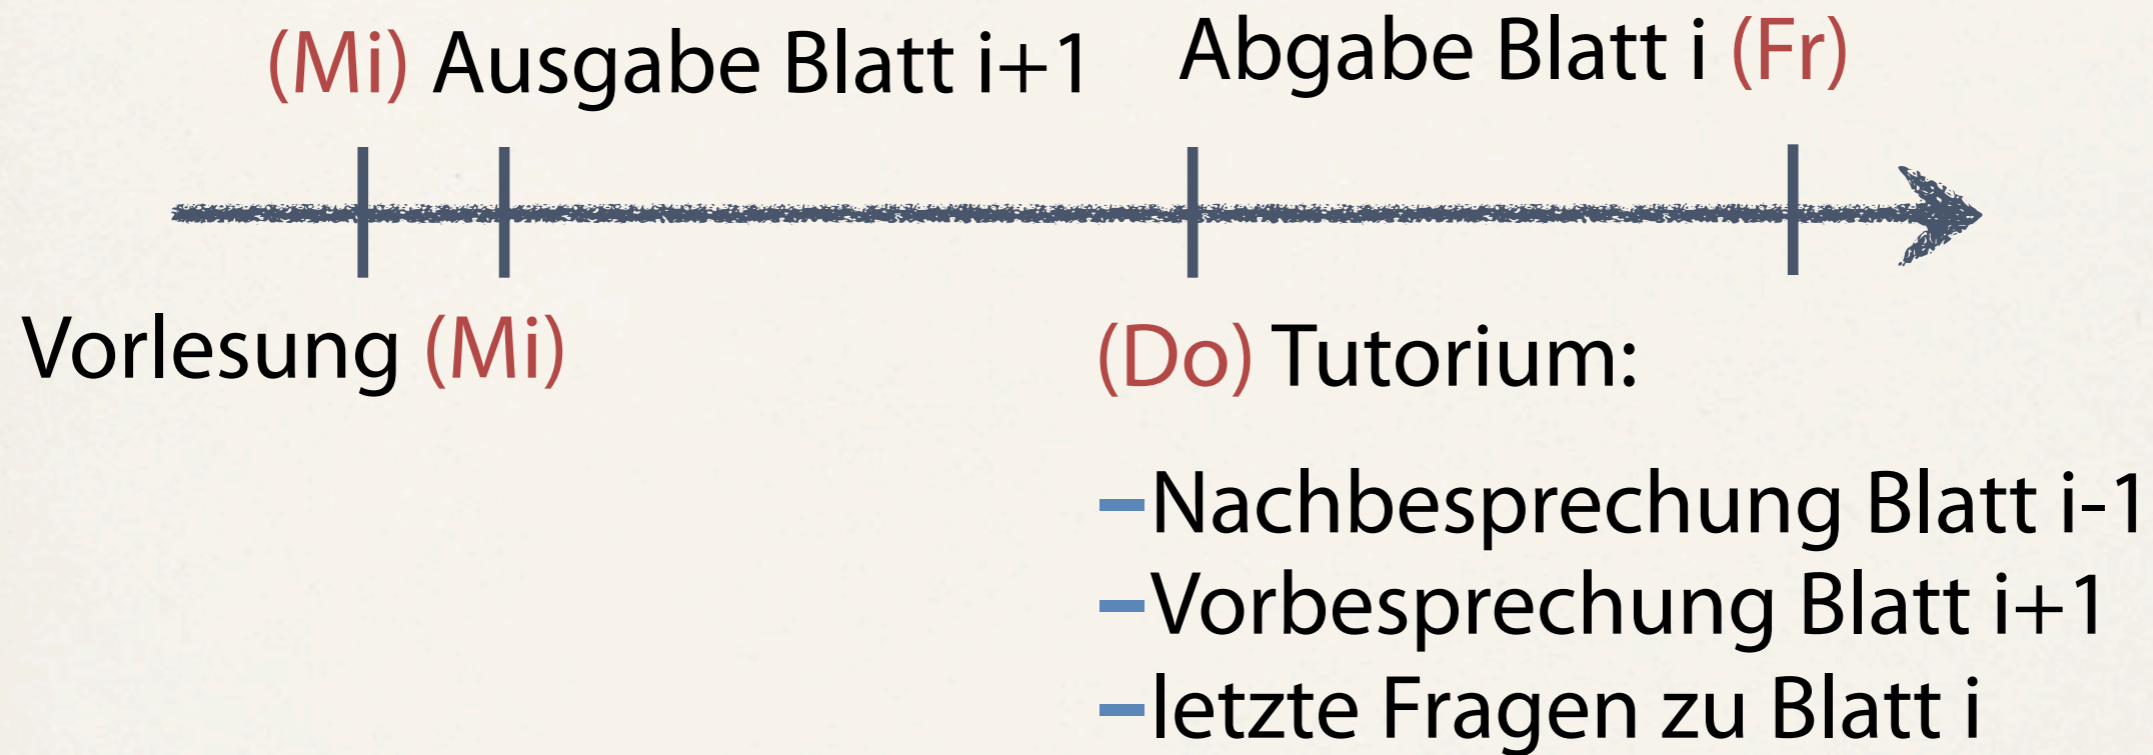 (Mi) Ausgabe Blatt i+1
Abgabe Blatt i (Fr)
Vorlesung (Mi)
(Do) Tutorium:
–Nachbesprechung Blatt i-1
–Vorbesprechung Blatt i+1
–letzte Fragen zu Blatt i